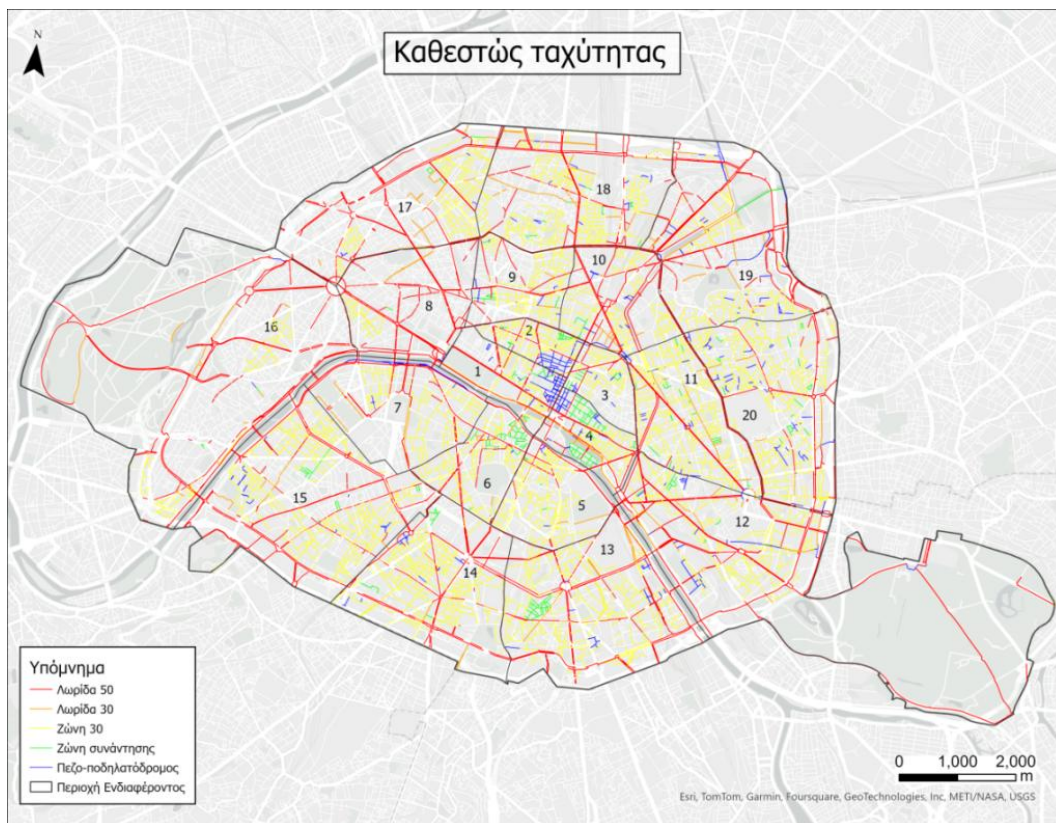 Καθεστώς ταχύτητας
N
18
17
10
9
19
8
2
16
1
11
3
7
20
4
6
15
5
12
13
14
Υπόμνημα
Λωρίδα 50
Λωρίδα 30
Ζώνη 30
Ζώνη συνάντησης
Πεζο-ποδηλατόδρομος
Περιοχή Ενδιαφέροντος
0 1,000 2,000
m
Esri, TomTom, Garmin, Foursquare, GeoTechnologies, Inc, METI/NASA, USGS